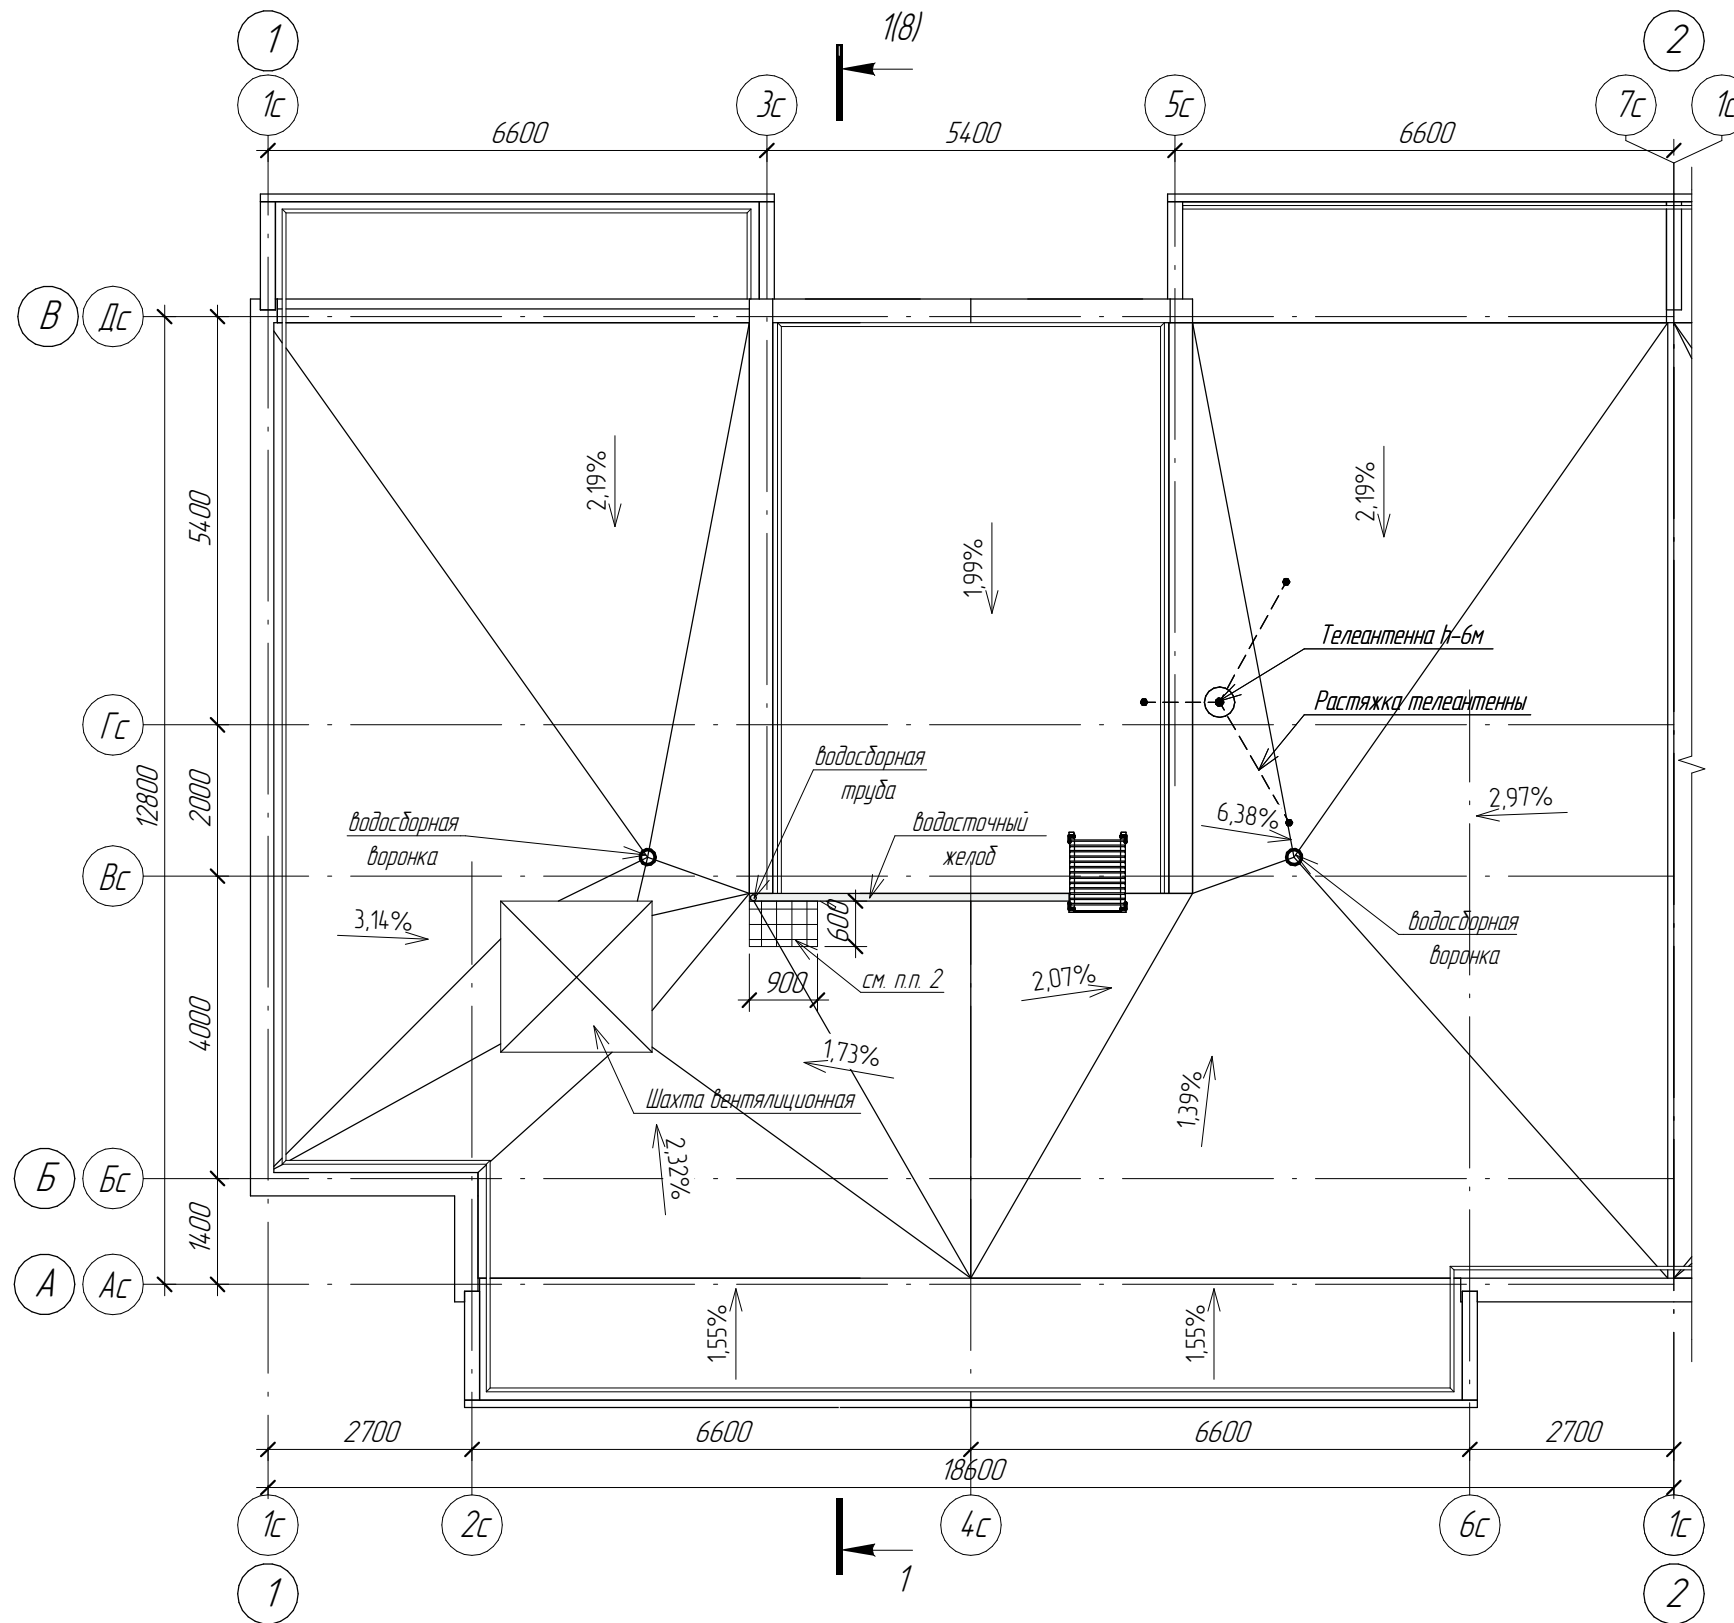 1
1(8)
2
1с
3с
5с
7с
1с
6600
5400
6600
В
Дс
2,19%
2,19%
5400
1,99%
Телеантенна h-6м
Растяжка телеантенны
Гс
водосборная
труба
12800
2000
2,97%
6,38%
водосборная
воронка
водосточный
желоб
Вс
3,14%
600
водосборная
воронка
900
см. п.п. 2
2,07%
4000
1,73%
Шахта вентялиционная
1,39%
2,32%
Б
Бс
1400
А
Ас
1,55%
1,55%
2700
6600
6600
2700
18600
1с
2с
4с
6с
1с
1
1
2